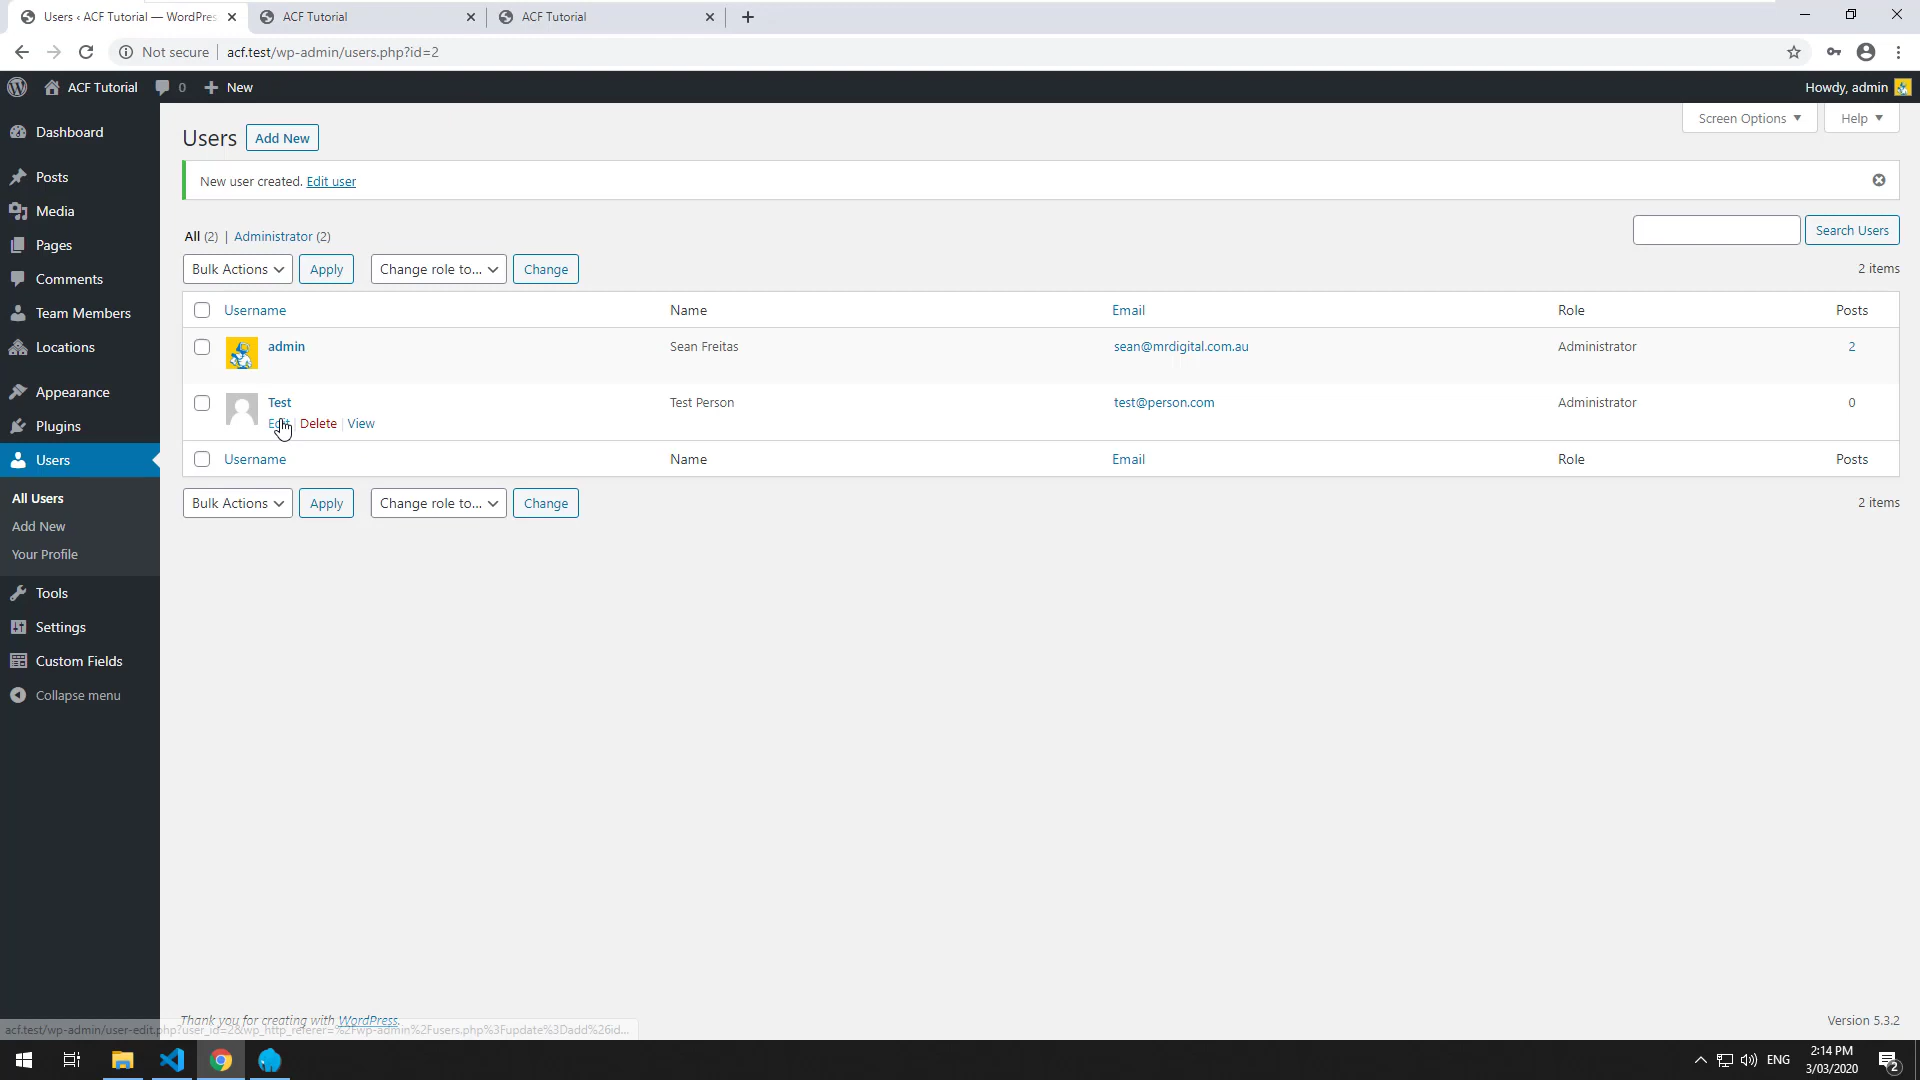 Users ‹ ACF Tutorial — WordPres
ACF Tutorial
ACF Tutorial
Not secure
acf.test/wp-admin/users.php?id=2
ACF Tutorial
0
New
Howdy, admin
Dashboard
Posts
Media
Pages
Comments
Team Members
Locations
Appearance
Plugins
Users
All Users
Add New
Your Profile
Tools
Settings
Custom Fields
Collapse menu
Screen Options
Help
Users
Add New
New user created. Edit user
All (2) | Administrator (2)
Search Users
Bulk Actions
Apply
Change role to...
Change
2 items
Username
Name
Email
Role
Posts
admin
Sean Freitas
sean@mrdigital.com.au
Administrator
2
Test
Test Person
test@person.com
Administrator
0
Edit | Delete | View
Username
Name
Email
Role
Posts
Bulk Actions
Apply
Change role to...
Change
2 items
Thank you for creating with WordPress.
Version 5.3.2
acf.test/wp-admin/user-edit.php?user_id=2&wp_http_referer=%2Fwp-admin%2Fusers.php%3Fupdate%3Dadd%26id...
ENG
2:14 PM
3/03/2020
2